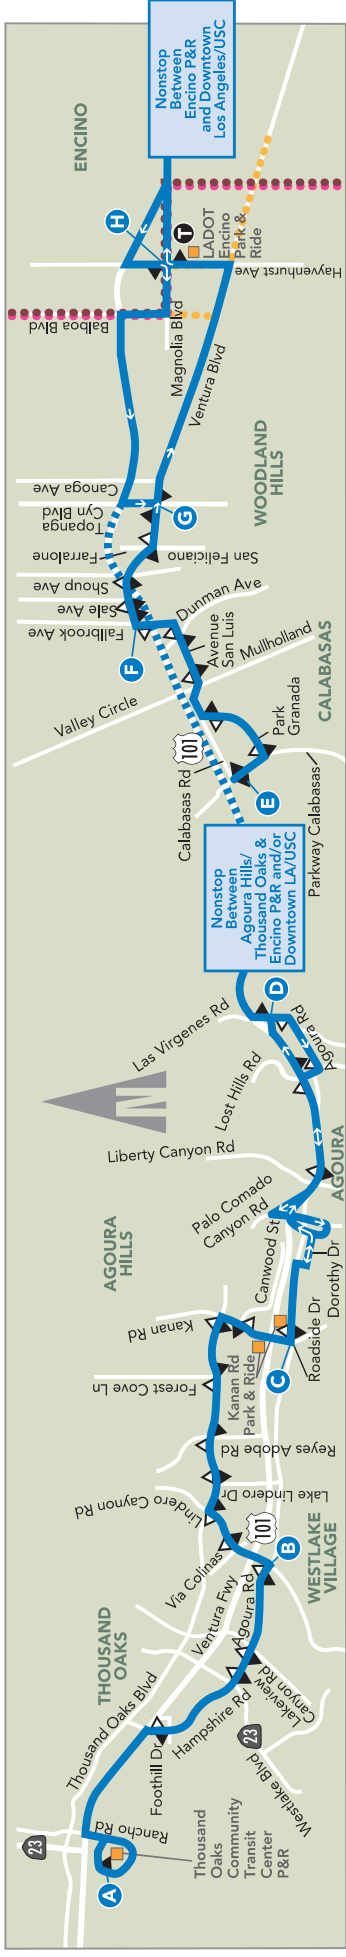 23
Rancho Rd
A
Thousand
Oaks
Community
Transit
Center
P&R
Thousand Oaks Blvd
THOUSAND
OAKS
Foothill Dr
Hampshire Rd
Ventura Fwy
Agoura Rd
Lakeview
Canyon Rd
23
Westlake Blvd
B
101
WESTLAKE
VILLAGE
Via Colinas
Lindero Caynon Rd
Lake Lindero Dr
Reyes Adobe Rd
Forest Cove Ln
Kanan Rd
Kanan Rd
Park & Ride
C
Roadside Dr
Dorothy Dr
Canwood St
AGOURA
HILLS
Palo Comado
Canyon Rd
AGOURA
Liberty Canyon Rd
Lost Hills Rd
Las Virgenes Rd
Agoura Rd
D
N
Nonstop
Between
Agoura Hills/
Thousand Oaks &
Encino P&R and/or
Downtown LA/USC
E
Parkway Calabasas
Calabasas Rd
101
Park
Granada
CALABASAS
Valley Circle
Mulholland
Avenue
San Luis
Dunman Ave
F
Fallbrook Ave
Sale Ave
Shoup Ave
Farralone
San Feliciano
Topanga
Cyn Blvd
Canoga Ave
G
WOODLAND
HILLS
Ventura Blvd
Magnolia Blvd
Balboa Blvd
H
T
LADOT
Encino
Park &
Ride
Hayvenhurst Ave
ENCINO
Nonstop
Between
Encino P&R
and Downtown
Los Angeles/USC